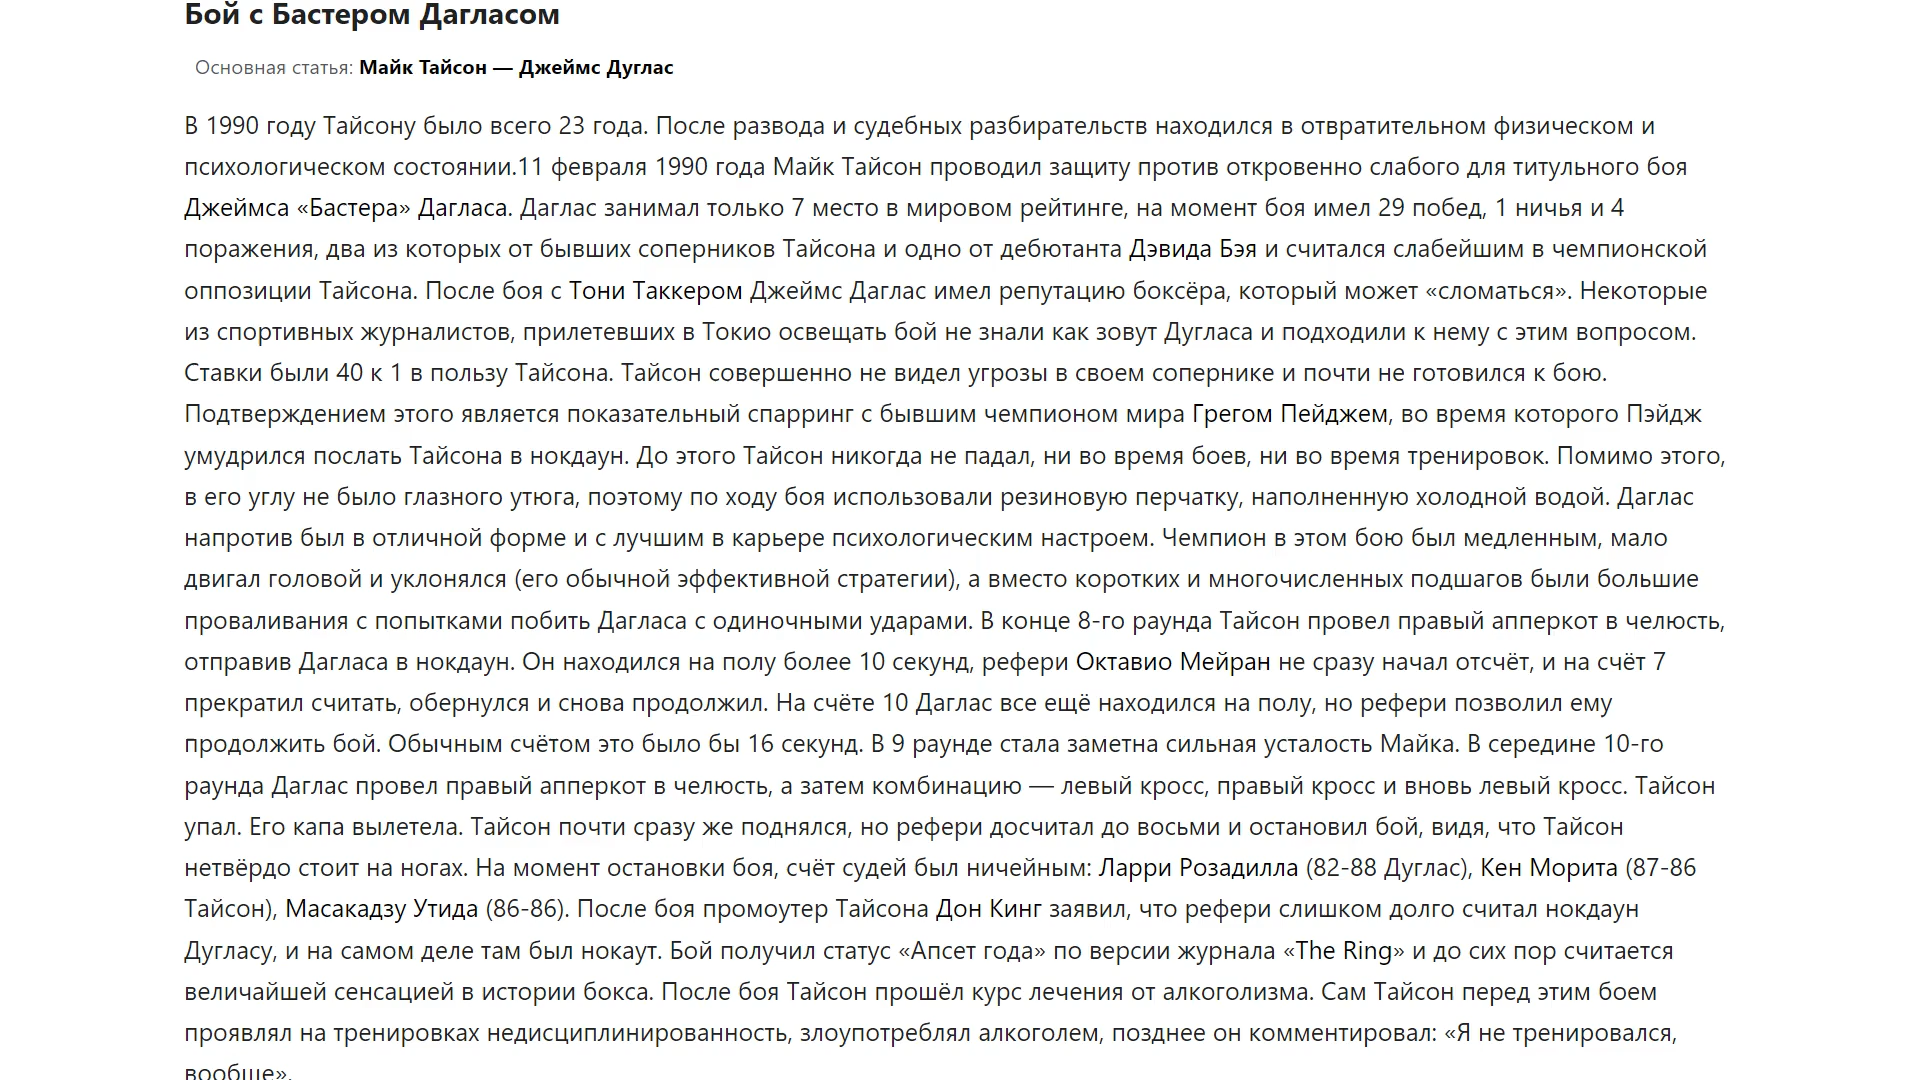 Бой с Бастером Дагласом
Основная статья: Майк Тайсон — Джеймс Дуглас
В 1990 году Тайсону было всего 23 года. После развода и судебных разбирательств находился в отвратительном физическом и
психологическом состоянии.11 февраля 1990 года Майк Тайсон проводил защиту против откровенно слабого для титульного боя
Джеймса «Бастера» Дагласа. Даглас занимал только 7 место в мировом рейтинге, на момент боя имел 29 побед, 1 ничья и 4
поражения, два из которых от бывших соперников Тайсона и одно от дебютанта Дэвида Бэя и считался слабейшим в чемпионской
оппозиции Тайсона. После боя с Тони Таккером Джеймс Даглас имел репутацию боксёра, который может «сломаться». Некоторые
из спортивных журналистов, прилетевших в Токио освещать бой не знали как зовут Дугласа и подходили к нему с этим вопросом.
Ставки были 40 к 1 в пользу Тайсона. Тайсон совершенно не видел угрозы в своем сопернике и почти не готовился к бою.
Подтверждением этого является показательный спарринг с бывшим чемпионом мира Грегом Пейджем, во время которого Пэйдж
умудрился послать Тайсона в нокдаун. До этого Тайсон никогда не падал, ни во время боев, ни во время тренировок. Помимо этого,
в его углу не было глазного утюга, поэтому по ходу боя использовали резиновую перчатку, наполненную холодной водой. Даглас
напротив был в отличной форме и с лучшим в карьере психологическим настроем. Чемпион в этом бою был медленным, мало
двигал головой и уклонялся (его обычной эффективной стратегии), а вместо коротких и многочисленных подшагов были большие
проваливания с попытками побить Дагласа с одиночными ударами. В конце 8-го раунда Тайсон провел правый апперкот в челюсть,
отправив Дагласа в нокдаун. Он находился на полу более 10 секунд, рефери Октавио Мейран не сразу начал отсчёт, и на счёт 7
прекратил считать, обернулся и снова продолжил. На счёте 10 Даглас все ещё находился на полу, но рефери позволил ему
продолжить бой. Обычным счётом это было бы 16 секунд. В 9 раунде стала заметна сильная усталость Майка. В середине 10-го
раунда Даглас провел правый апперкот в челюсть, а затем комбинацию — левый кросс, правый кросс и вновь левый кросс. Тайсон
упал. Его капа вылетела. Тайсон почти сразу же поднялся, но рефери досчитал до восьми и остановил бой, видя, что Тайсон
нетвёрдо стоит на ногах. На момент остановки боя, счёт судей был ничейным: Ларри Розадилла (82-88 Дуглас), Кен Морита (87-86
Тайсон), Масакадзу Утида (86-86). После боя промоутер Тайсона Дон Кинг заявил, что рефери слишком долго считал нокдаун
Дугласу, и на самом деле там был нокаут. Бой получил статус «Апсет года» по версии журнала «The Ring» и до сих пор считается
величайшей сенсацией в истории бокса. После боя Тайсон прошёл курс лечения от алкоголизма. Сам Тайсон перед этим боем
проявлял на тренировках недисциплинированность, злоупотреблял алкоголем, позднее он комментировал: «Я не тренировался,
вообще».